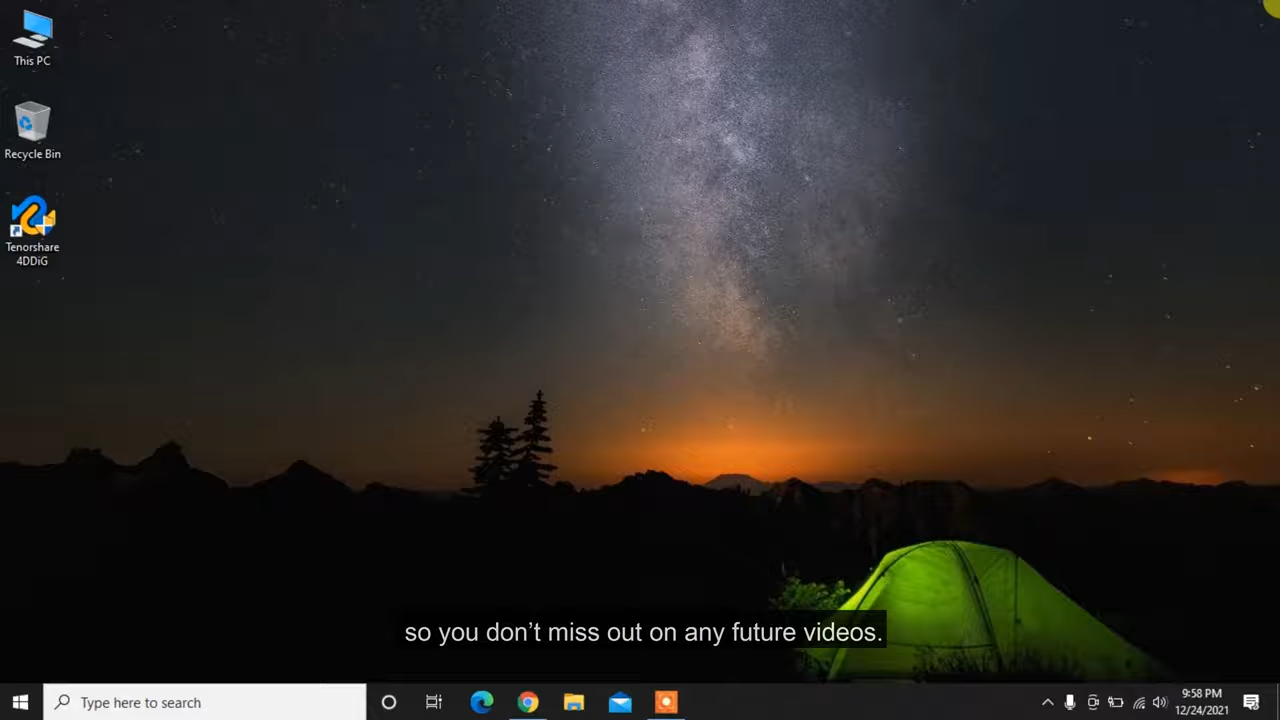 This PC
Recycle Bin
Tenorshare
4DDiG
so you don’t miss out on any future videos.
Type here to search
9:58 PM
12/24/2021